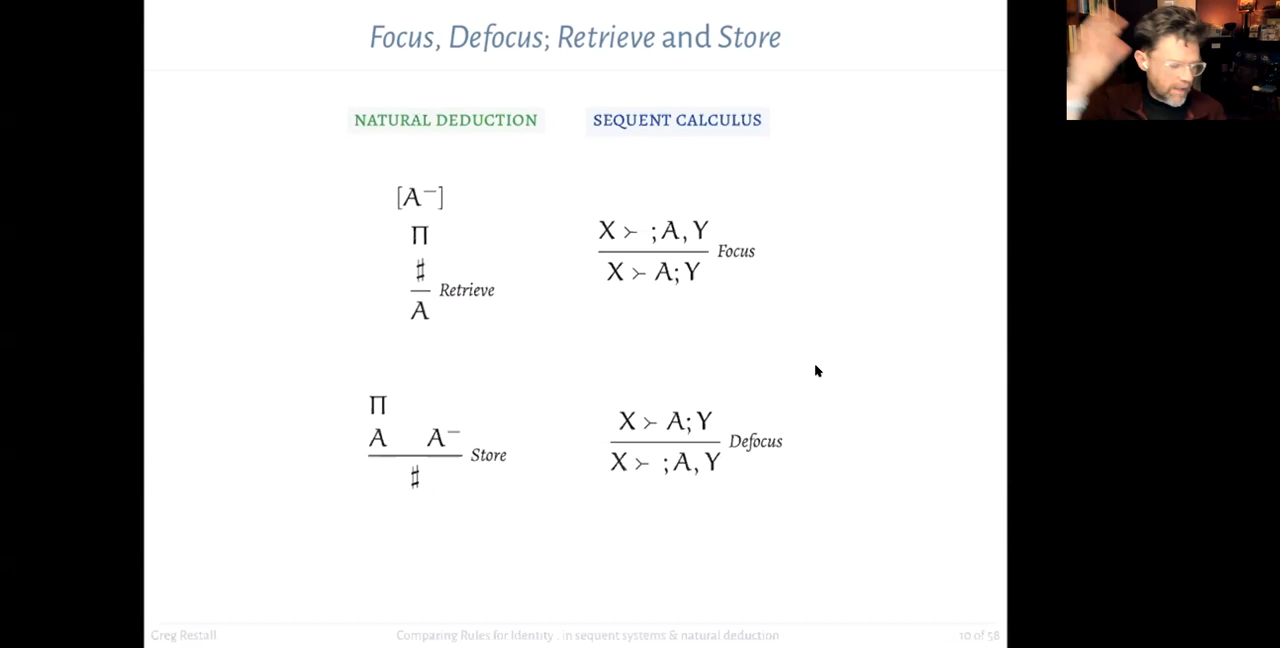 Focus, Defocus; Retrieve and Store
NATURAL DEDUCTION
SEQUENT CALCULUS
[A⁻]
Π
♯
A
Retrieve
X ≻ ; A, Y
X ≻ A; Y
Focus
Π
A A⁻
♯
Store
X ≻ A; Y
X ≻ ; A, Y
Defocus
Greg Restall
Comparing Rules for Identity . in sequent systems & natural deduction
10 of 58